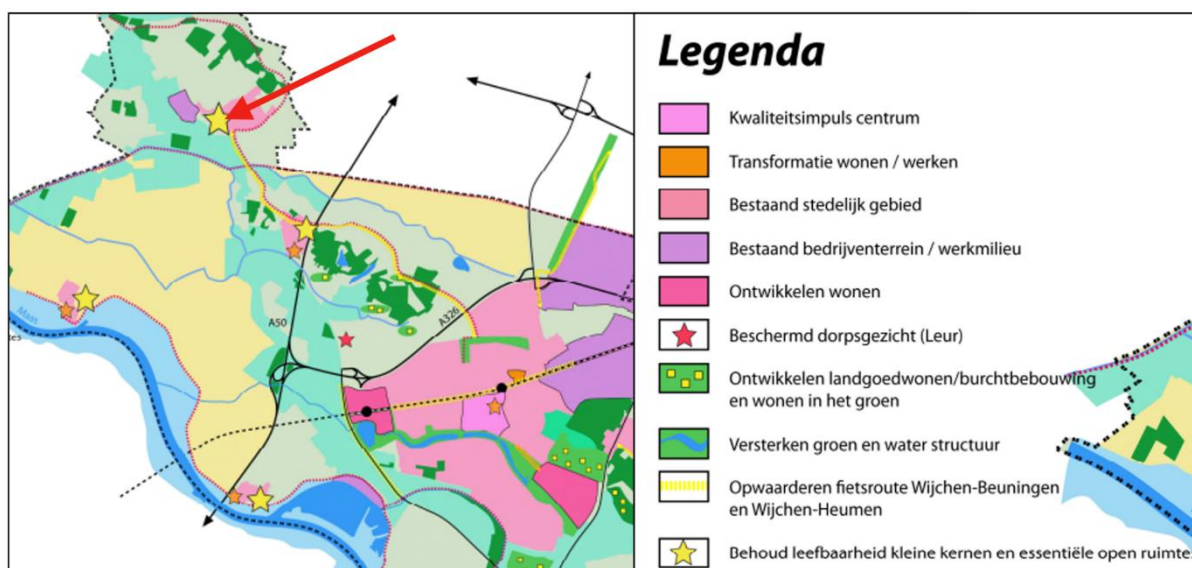 Legenda
Kwaliteitsimpuls centrum
Transformatie wonen / werken
Bestaand stedelijk gebied
Bestaand bedrijventerrein / werkmilieu
Ontwikkelen wonen
Beschermd dorpsgezicht (Leur)
Ontwikkelen landgoedwonen/burchtbebouwing
en wonen in het groen
Versterken groen en water structuur
Opwaarderen fietsroute Wijchen-Beuningen
en Wijchen-Heumen
Behoud leefbaarheid kleine kernen en essentiële open ruimtes
Maas
A50
A326